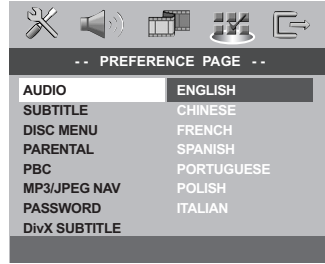 -- PREFERENCE PAGE --
AUDIO ENGLISH
SUBTITLE CHINESE
DISC MENU FRENCH
PARENTAL SPANISH
PBC PORTUGUESE
MP3/JPEG NAV POLISH
PASSWORD ITALIAN
DivX SUBTITLE